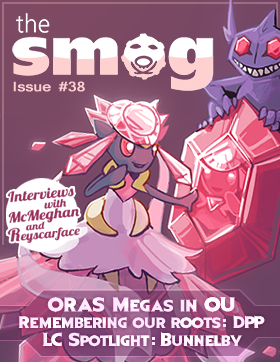 the
smog
Issue #38
Interviews
with
McMeghan
and
Reyscarface
ORAS Megas in OU
Remembering our roots: DPP
LC Spotlight: Bunnelby